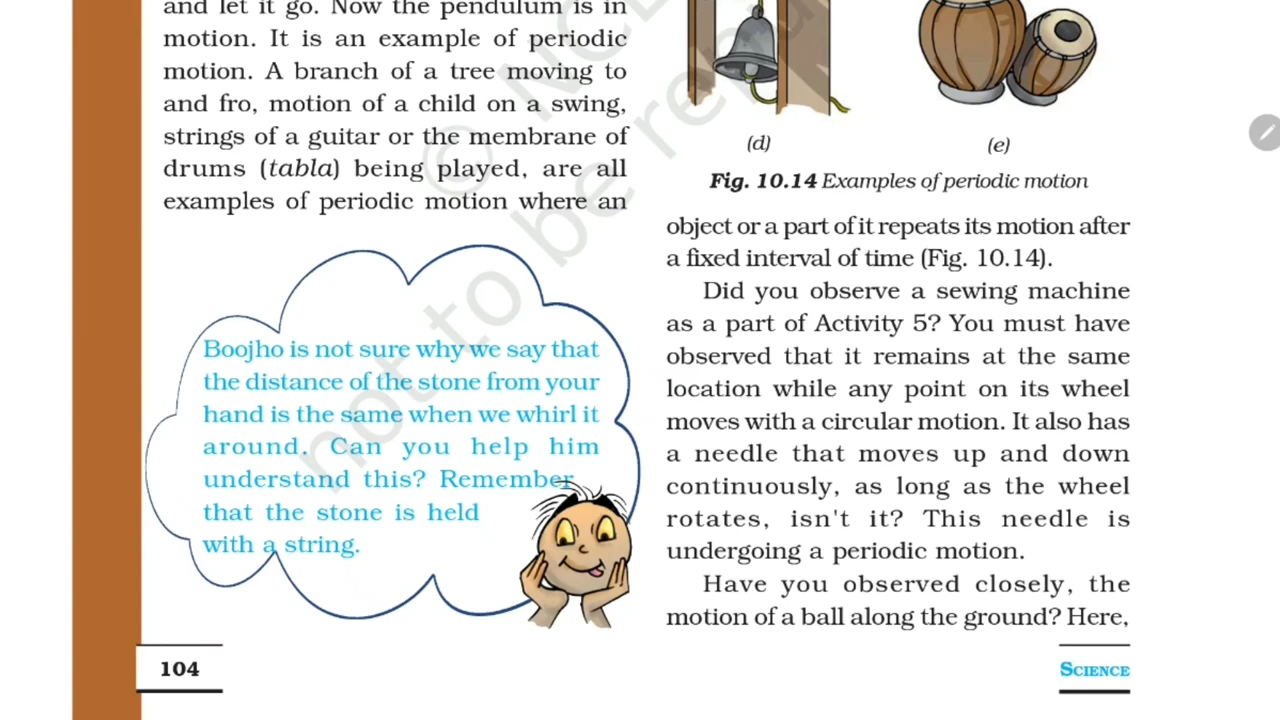 and let it go. Now the pendulum is in
motion. It is an example of periodic
motion. A branch of a tree moving to
and fro, motion of a child on a swing,
strings of a guitar or the membrane of
drums (tabla) being played, are all
examples of periodic motion where an
Boojho is not sure why we say that
the distance of the stone from your
hand is the same when we whirl it
around. Can you help him
understand this? Remember
that the stone is held
with a string.
104
(d)
(e)
Fig. 10.14 Examples of periodic motion
object or a part of it repeats its motion after
a fixed interval of time (Fig. 10.14).
Did you observe a sewing machine
as a part of Activity 5? You must have
observed that it remains at the same
location while any point on its wheel
moves with a circular motion. It also has
a needle that moves up and down
continuously, as long as the wheel
rotates, isn't it? This needle is
undergoing a periodic motion.
Have you observed closely, the
motion of a ball along the ground? Here,
SCIENCE
not to be